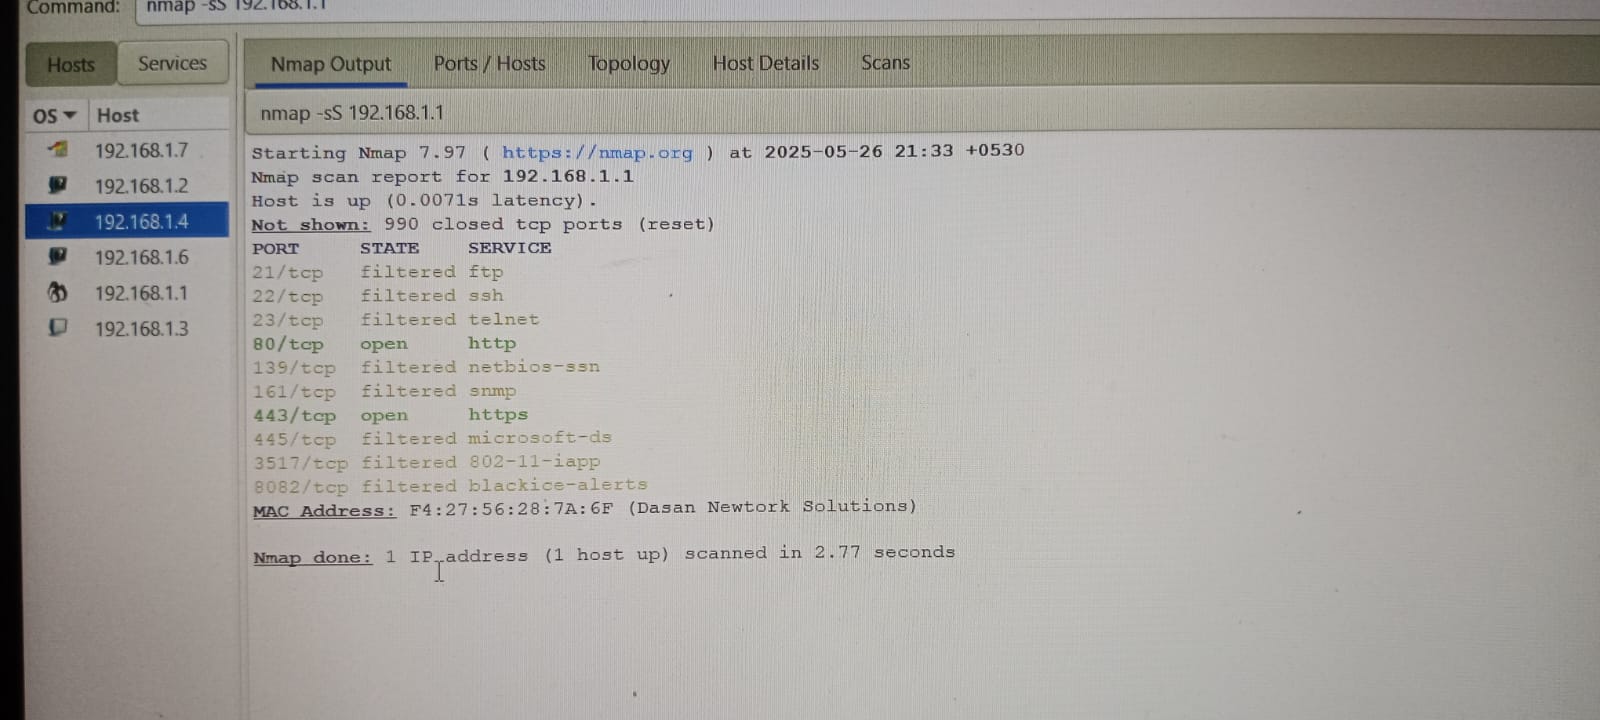 Command: nmap -sS 192.168.1.1
Hosts Services
Nmap Output Ports / Hosts Topology Host Details Scans
OS Host
nmap -sS 192.168.1.1
192.168.1.7
192.168.1.2
192.168.1.4
192.168.1.6
192.168.1.1
192.168.1.3
Starting Nmap 7.97 ( https://nmap.org ) at 2025-05-26 21:33 +0530
Nmap scan report for 192.168.1.1
Host is up (0.0071s latency).
Not shown: 990 closed tcp ports (reset)
PORT STATE SERVICE
21/tcp filtered ftp
22/tcp filtered ssh
23/tcp filtered telnet
80/tcp open http
139/tcp filtered netbios-ssn
161/tcp filtered snmp
443/tcp open https
445/tcp filtered microsoft-ds
3517/tcp filtered 802-11-iapp
8082/tcp filtered blackice-alerts
MAC Address: F4:27:56:28:7A:6F (Dasan Newtork Solutions)
Nmap done: 1 IP address (1 host up) scanned in 2.77 seconds